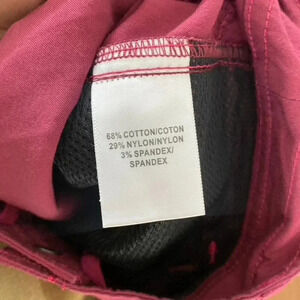 68% COTTON/COTON
29% NYLON/NYLON
3% SPANDEX/
SPANDEX